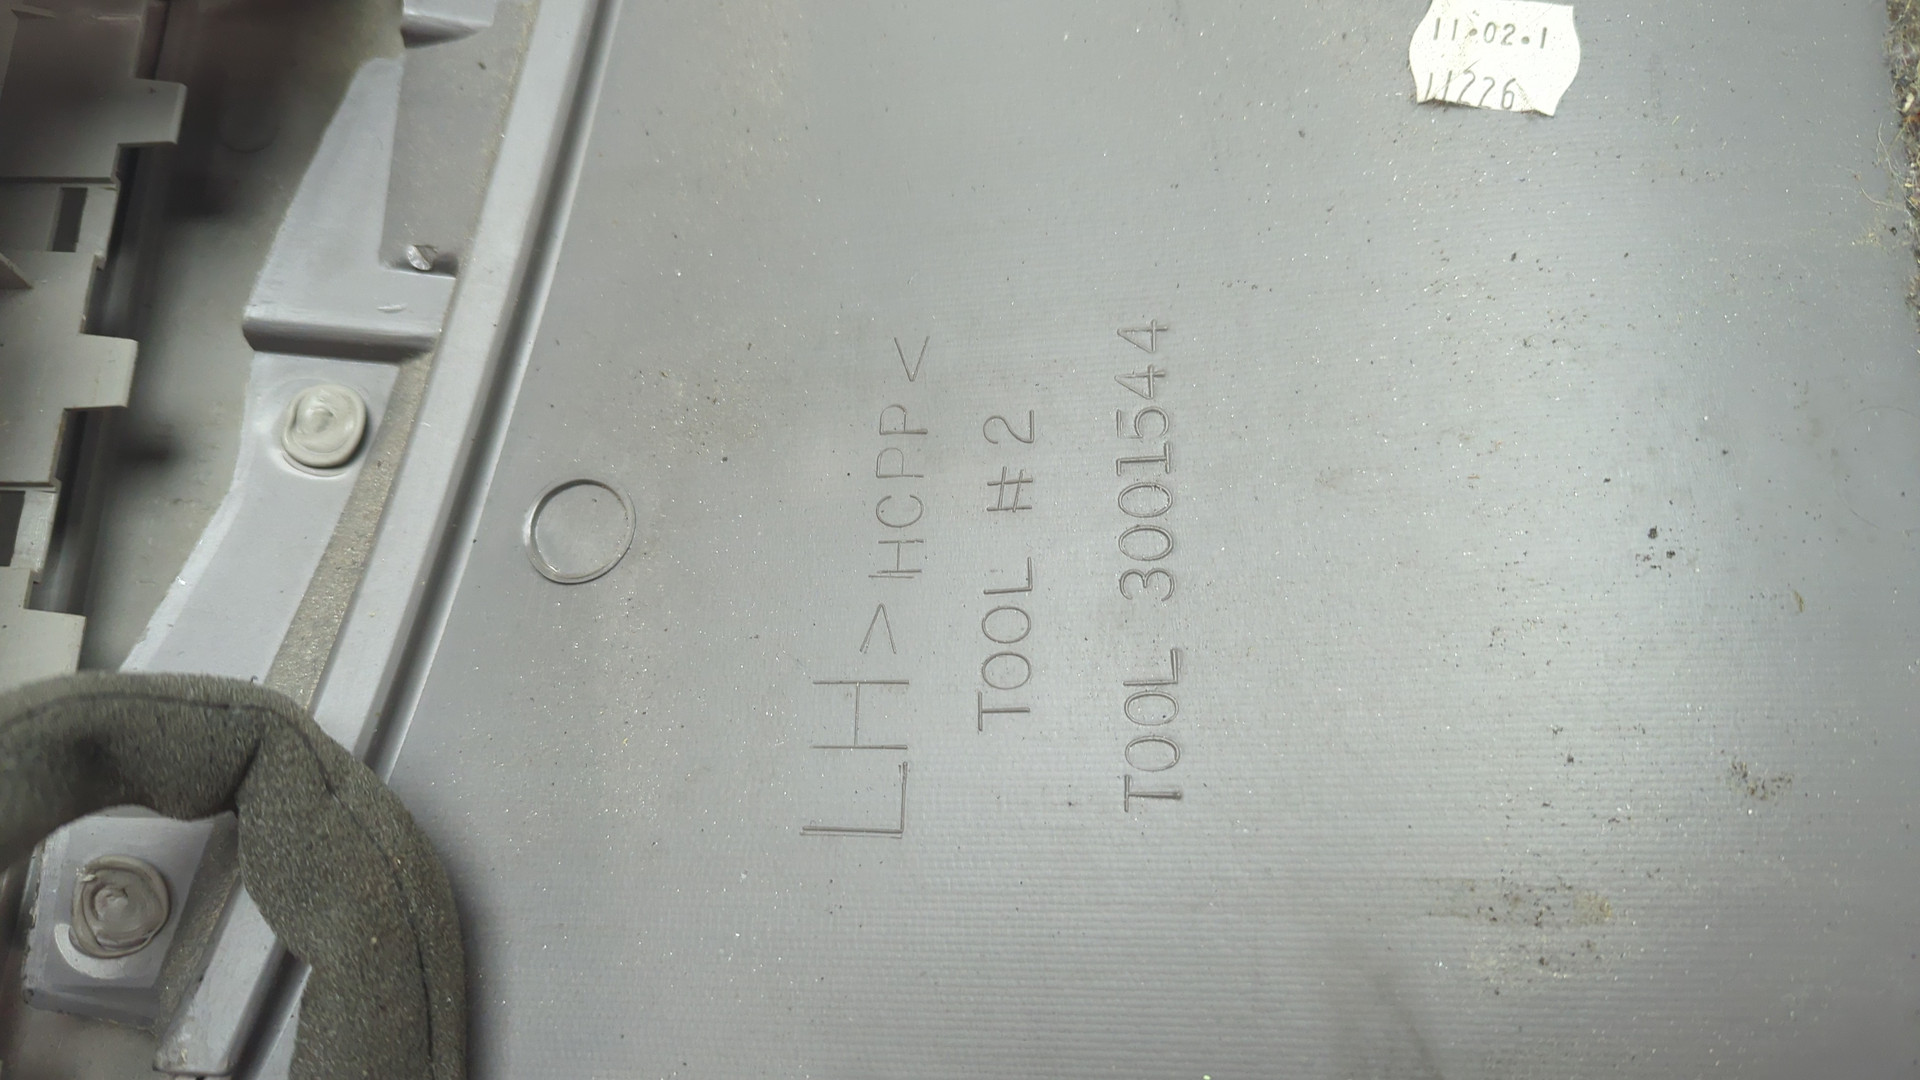 11.02.1
11226
LH >HCPP<
TOOL #2
TOOL 3001544